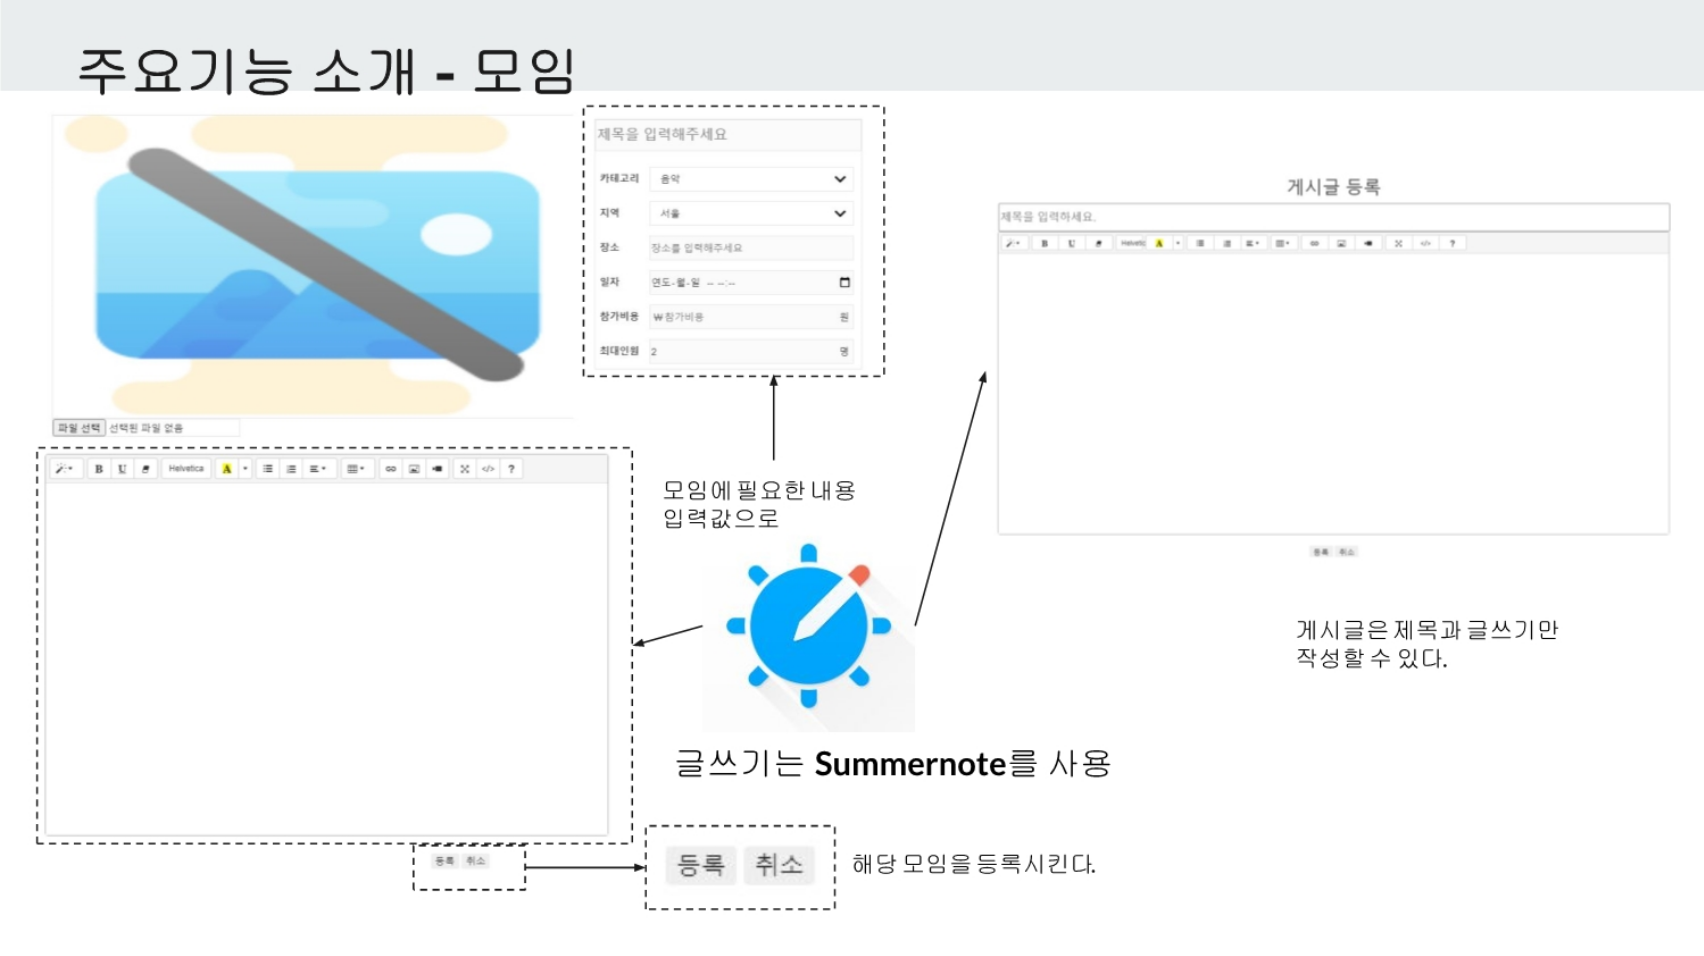 주요기능 소개 - 모임
제목을 입력해주세요
카테고리 음악
지역 서울
장소 장소를 입력해주세요
일자 연도-월-일 -- --:--
참가비용 ₩참가비용 원
최대인원 2 명
파일 선택 선택된 파일 없음
B U Helvetica A </> ?
모임에 필요한 내용
입력값으로
게시글 등록
제목을 입력하세요.
B U Helvetic A </> ?
등록 취소
게시글은 제목과 글쓰기만
작성할 수 있다.
글쓰기는 Summernote를 사용
등록 취소
등록 취소
해당 모임을 등록시킨다.